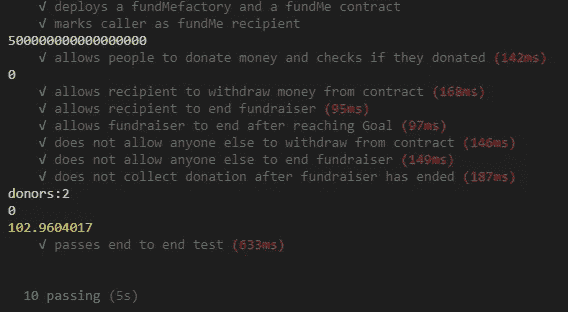 √ deploys a fundMefactory and a fundMe contract
√ marks caller as fundMe recipient
500000000000000000
√ allows people to donate money and checks if they donated (142ms)
0
√ allows recipient to withdraw money from contract (168ms)
√ allows recipient to end fundraiser (95ms)
√ allows fundraiser to end after reaching Goal (97ms)
√ does not allow anyone else to withdraw from contract (146ms)
√ does not allow anyone else to end fundraiser (149ms)
√ does not collect donation after fundraiser has ended (187ms)
donors:2
0
102.9604017
√ passes end to end test (633ms)
10 passing (5s)